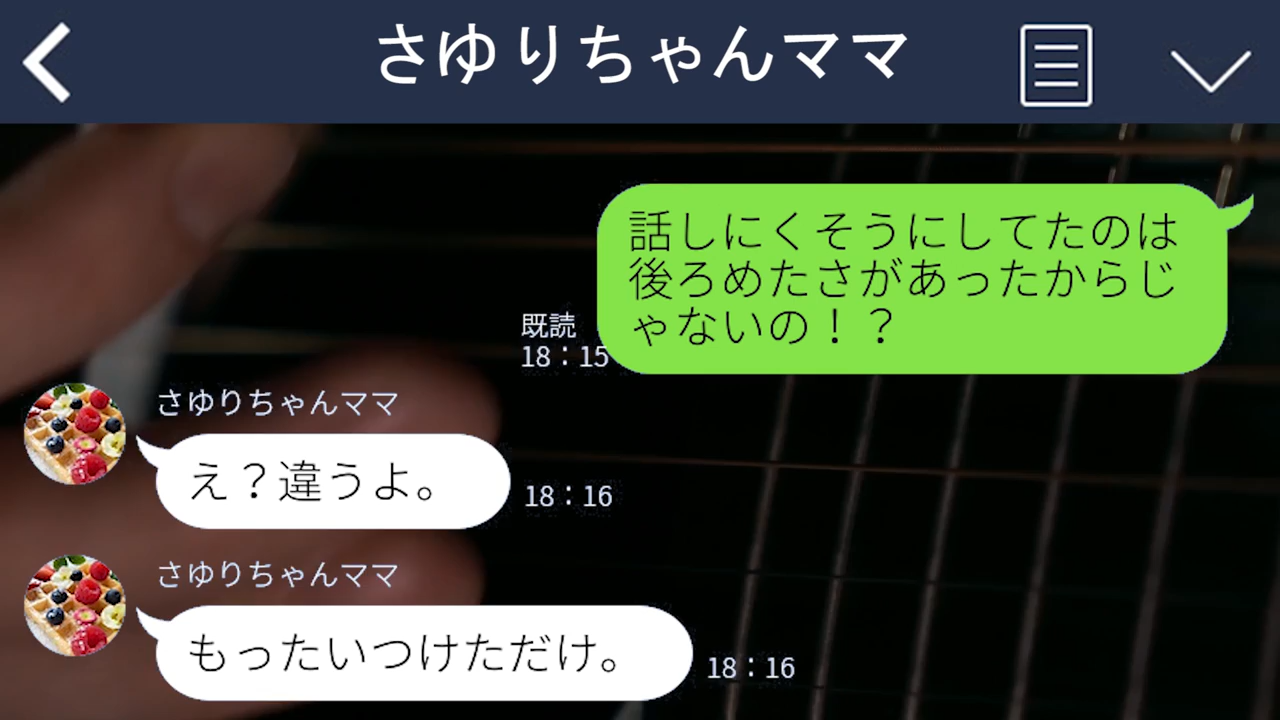 さゆりちゃんママ
話しにくそうにしてたのは
後ろめたさがあったからじ
ゃないの！？
既読
18：15
さゆりちゃんママ
え？違うよ。
18：16
さゆりちゃんママ
もったいつけただけ。
18：16